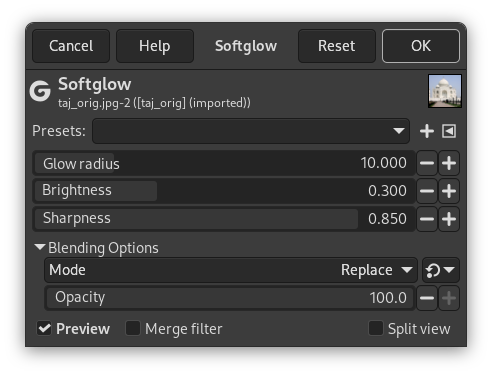 Cancel Help Softglow Reset OK
Softglow
taj_orig.jpg-2 ([taj_orig] (imported))
Presets:
Glow radius 10.000
Brightness 0.300
Sharpness 0.850
Blending Options
Mode Replace
Opacity 100.0
Preview Merge filter Split view